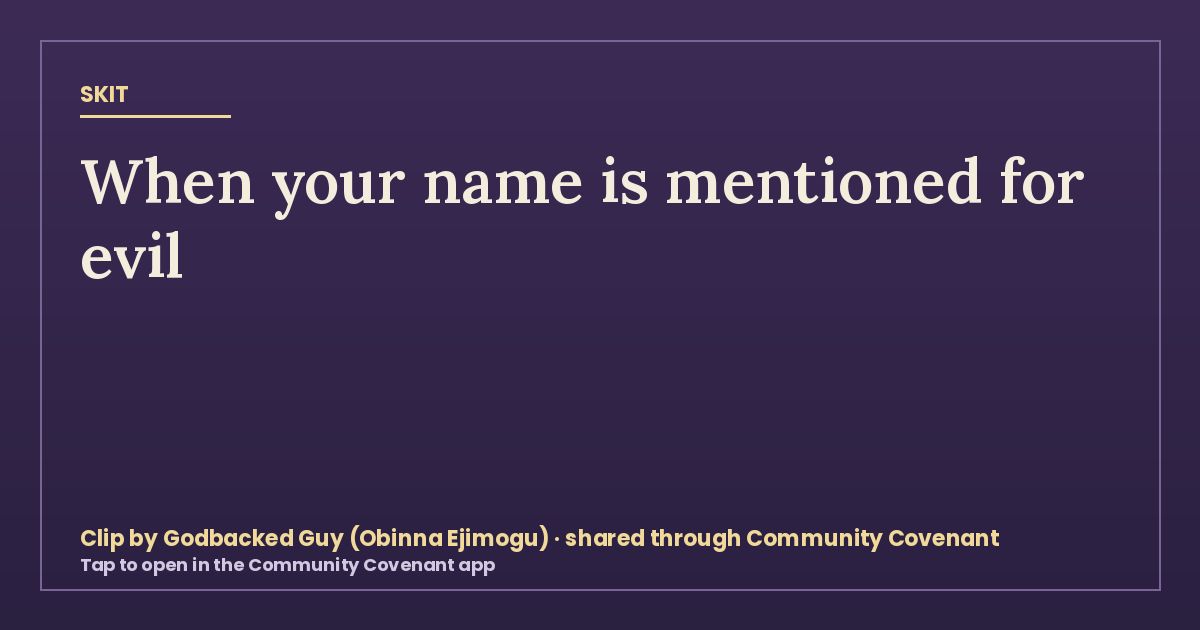 SKIT
When your name is mentioned for
evil
Clip by Godbacked Guy (Obinna Ejimogu) · shared through Community Covenant
Tap to open in the Community Covenant app